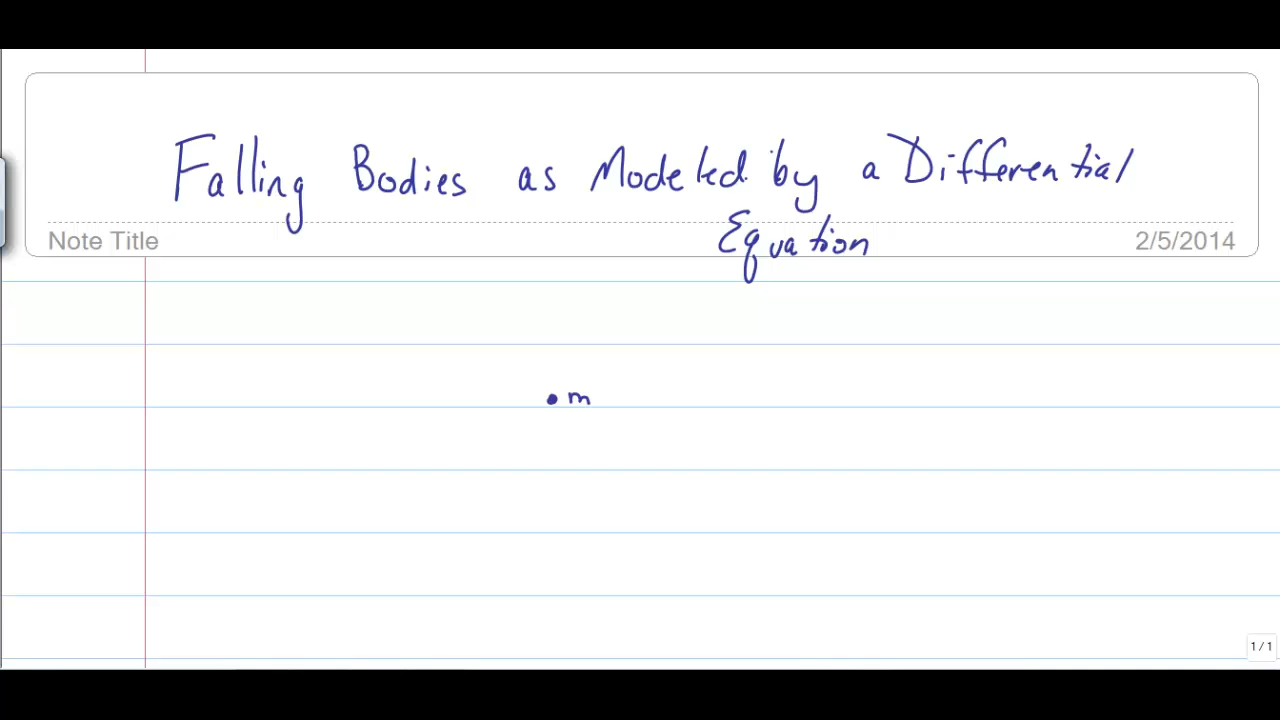 Falling Bodies as Modeled by a Differential
Equation
Note Title
2/5/2014
m
1 / 1